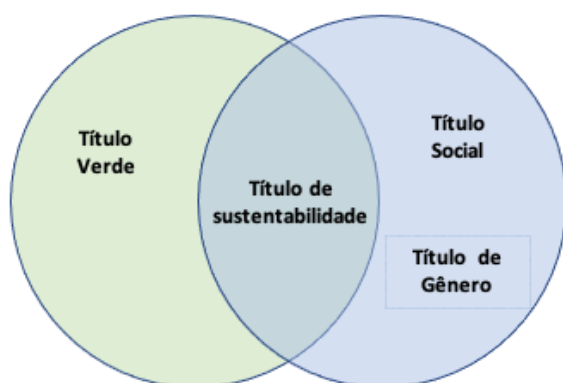 Título
Verde
Título
Social
Título de
sustentabilidade
Título de
Gênero